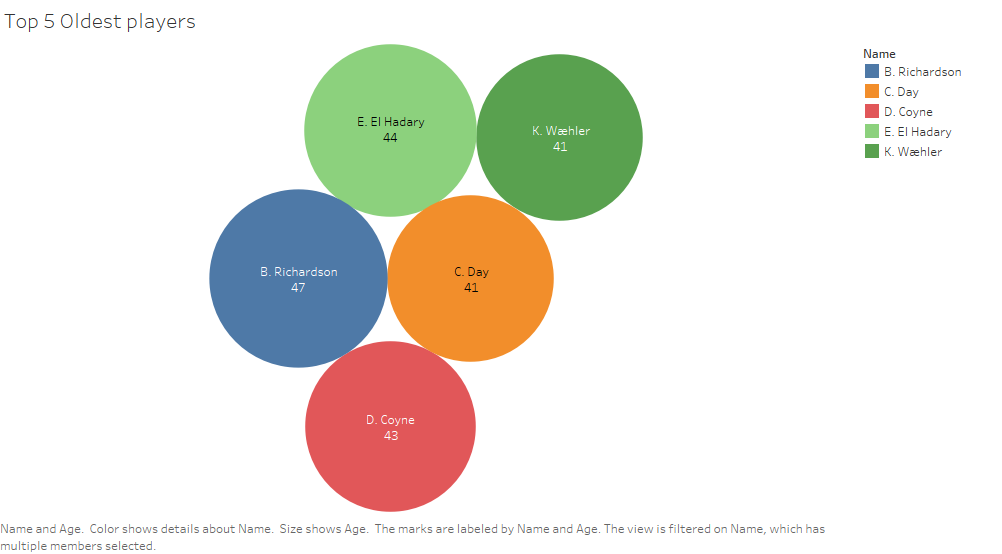 Top 5 Oldest players
Name
B. Richardson
C. Day
D. Coyne
E. El Hadary
K. Wæhler
E. El Hadary
44
K. Wæhler
41
B. Richardson
47
C. Day
41
D. Coyne
43
Name and Age.  Color shows details about Name.  Size shows Age.  The marks are labeled by Name and Age. The view is filtered on Name, which has
multiple members selected.